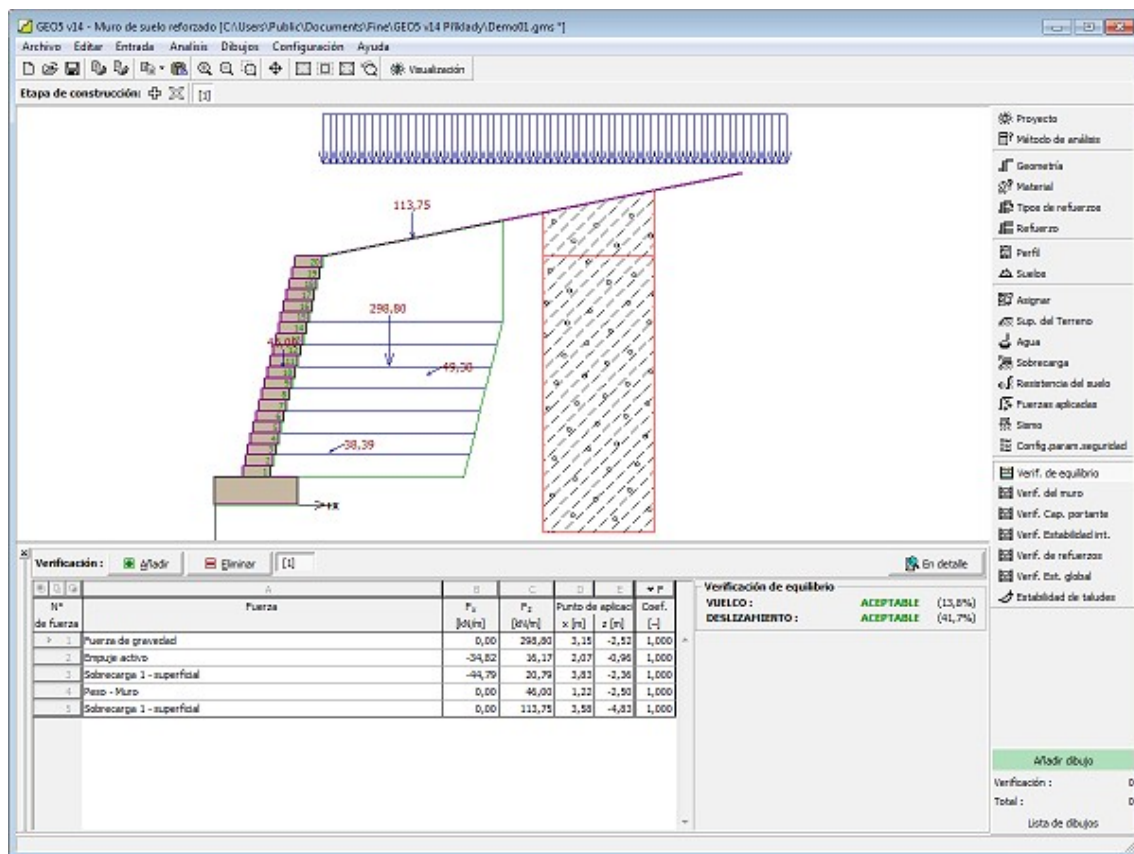 GEO5 v14 - Muro de suelo reforzado [C:\Users\Public\Documents\Fine\GEO5 v14 Příklady\Demo01.gms *]
Archivo Editar Entrada Analisis Dibujos Configuración Ayuda
Visualización
Etapa de construcción: [1]
Proyecto
Método de análisis
Geometría
Material
Tipos de refuerzos
Refuerzo
Perfil
Suelos
Asignar
Sup. del Terreno
Agua
Sobrecarga
Resistencia del suelo
Fuerzas aplicadas
Sismo
Config.param.seguridad
Verif. de equilibrio
Verif. del muro
Verif. Cap. portante
Verif. Estabilidad int.
Verif. de refuerzos
Verif. Est. global
Estabilidad de taludes
113,75
298,80
46,00
49,38
38,39
+x
Verificación : Añadir Eliminar [1] En detalle
A B C D E F
N° Fuerza Fx Fz Punto de aplicaci Coef.
de fuerza [kN/m] [kN/m] x [m] z [m] [-]
1 Fuerza de gravedad 0,00 298,80 3,15 -2,52 1,000
2 Empuje activo -34,82 16,17 2,07 -0,96 1,000
3 Sobrecarga 1 - superficial -44,79 20,79 3,83 -2,36 1,000
4 Peso - Muro 0,00 46,00 1,22 -2,50 1,000
5 Sobrecarga 1 - superficial 0,00 113,75 3,58 -4,83 1,000
Verificación de equilibrio
VUELCO : ACEPTABLE (13,8%)
DESLIZAMIENTO : ACEPTABLE (41,7%)
Añadir dibujo
Verificación : 0
Total : 0
Lista de dibujos